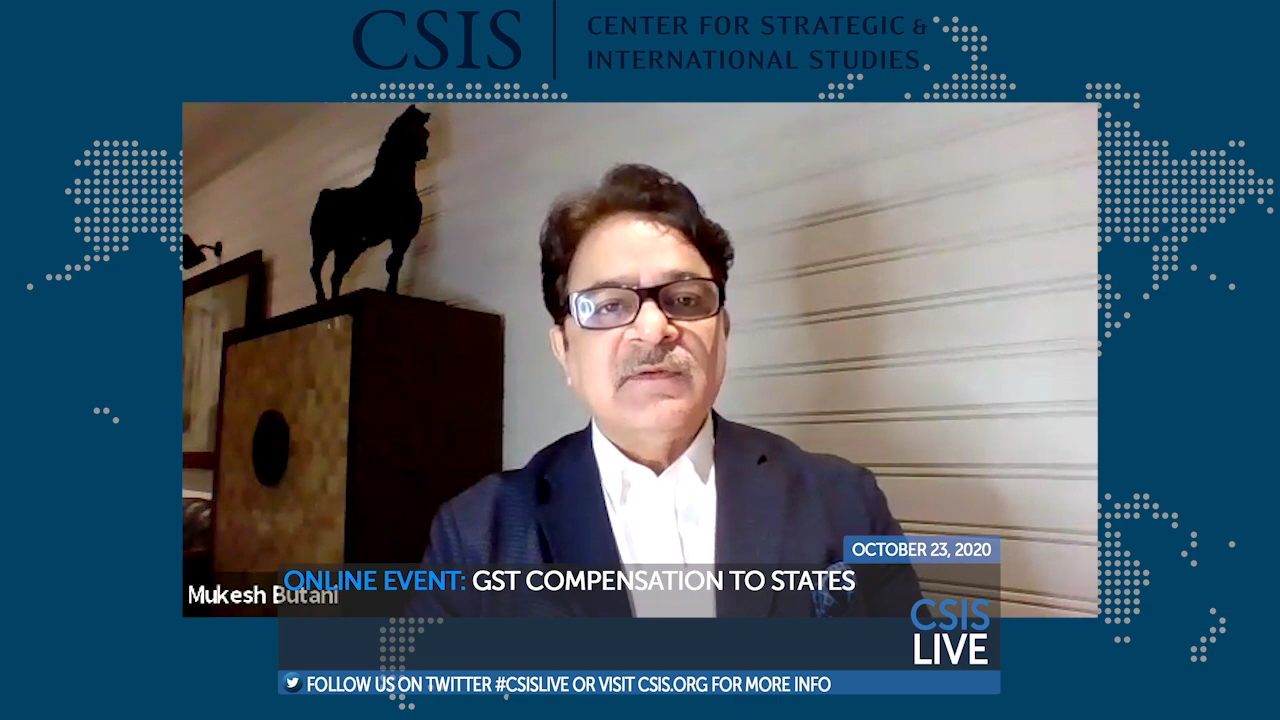 CSIS
CENTER FOR STRATEGIC &
INTERNATIONAL STUDIES
OCTOBER 23, 2020
ONLINE EVENT: GST COMPENSATION TO STATES
Mukesh Butani
CSIS
LIVE
FOLLOW US ON TWITTER #CSISLIVE OR VISIT CSIS.ORG FOR MORE INFO